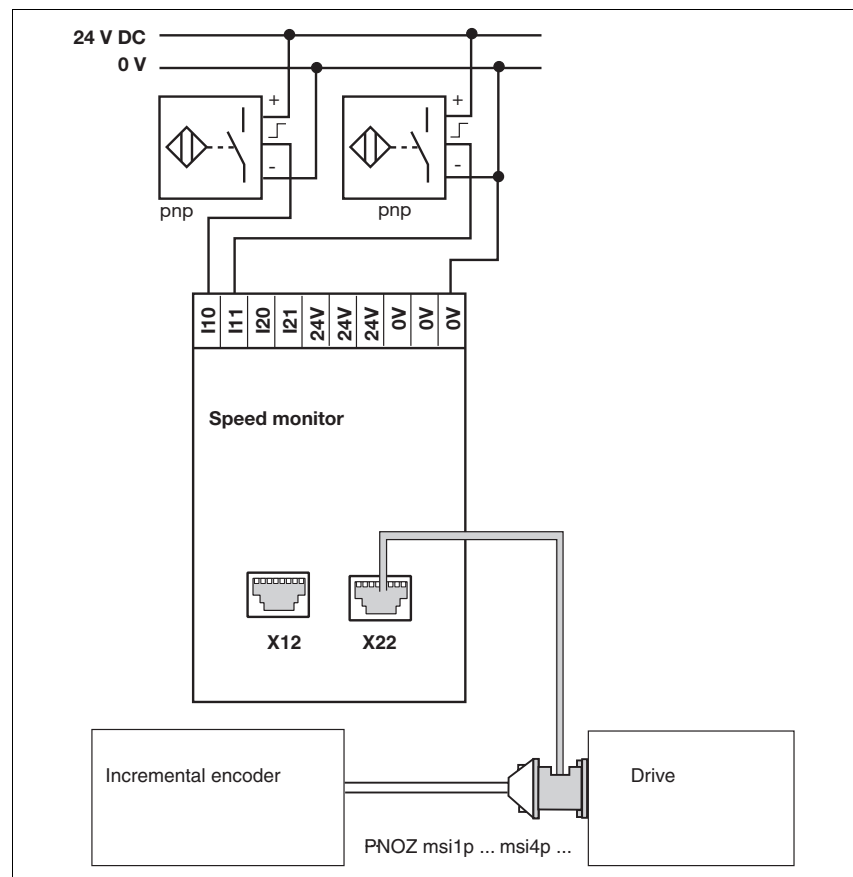 24 V DC
0 V
+
-
pnp
+
-
pnp
I10 I11 I20 I21 24V 24V 24V 0V 0V 0V
Speed monitor
X12 X22
Incremental encoder
Drive
PNOZ msi1p ... msi4p ...